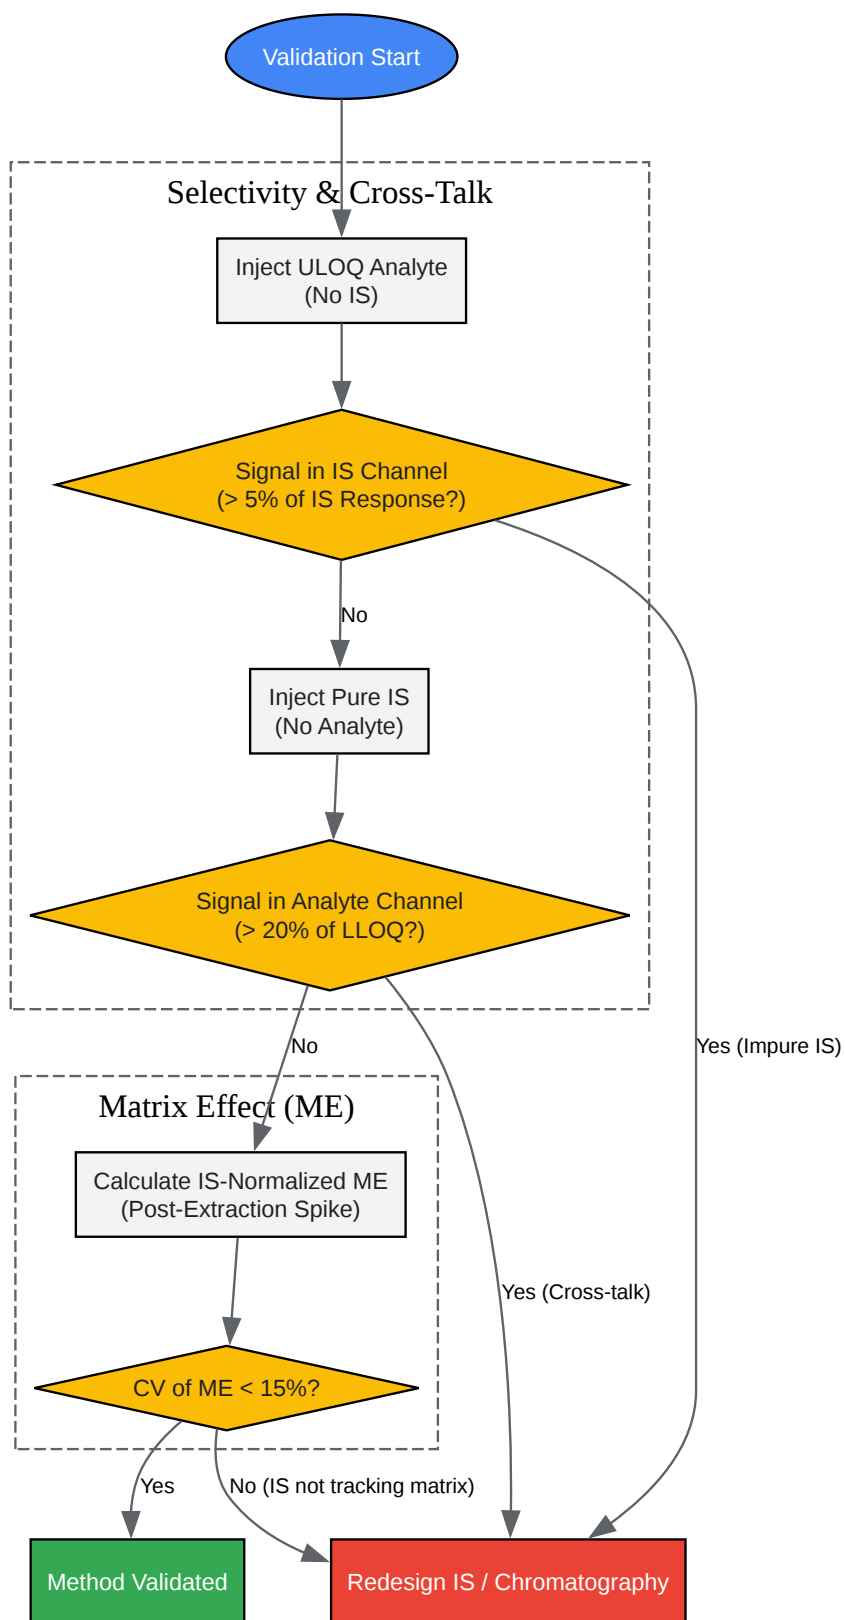 Validation Start
Selectivity & Cross-Talk
Inject ULOQ Analyte
(No IS)
Signal in IS Channel
(> 5% of IS Response?)
No
Inject Pure IS
(No Analyte)
Signal in Analyte Channel
(> 20% of LLOQ?)
No
Yes (Impure IS)
Matrix Effect (ME)
Calculate IS-Normalized ME
(Post-Extraction Spike)
Yes (Cross-talk)
CV of ME < 15%?
Yes
No (IS not tracking matrix)
Method Validated
Redesign IS / Chromatography